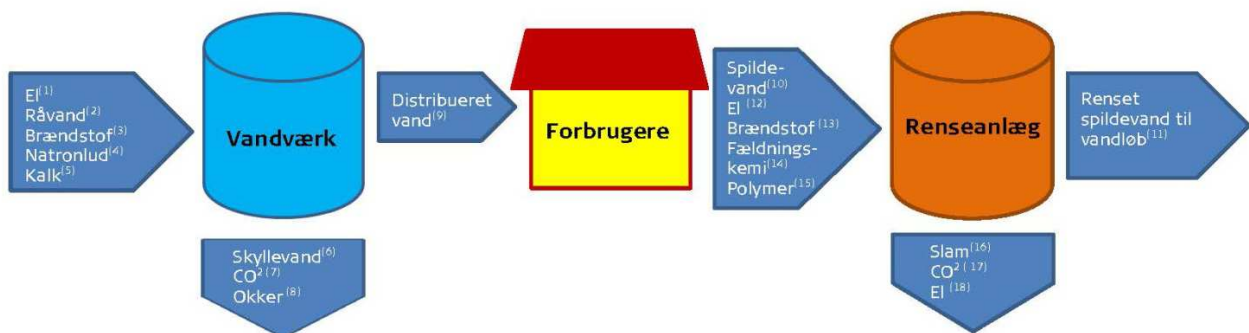 El(1)
Råvand(2)
Brændstof(3)
Natronlud(4)
Kalk(5)
Vandværk
Skyllevand(6)
CO2 (7)
Okker(8)
Distribueret
vand(9)
Forbrugere
Spilde-
vand(10)
El (12)
Brændstof (13)
Fældnings-
kemi(14)
Polymer(15)
Renseanlæg
Slam(16)
CO2 ( 17)
El (18)
Renset
spildevand til
vandløb(11)